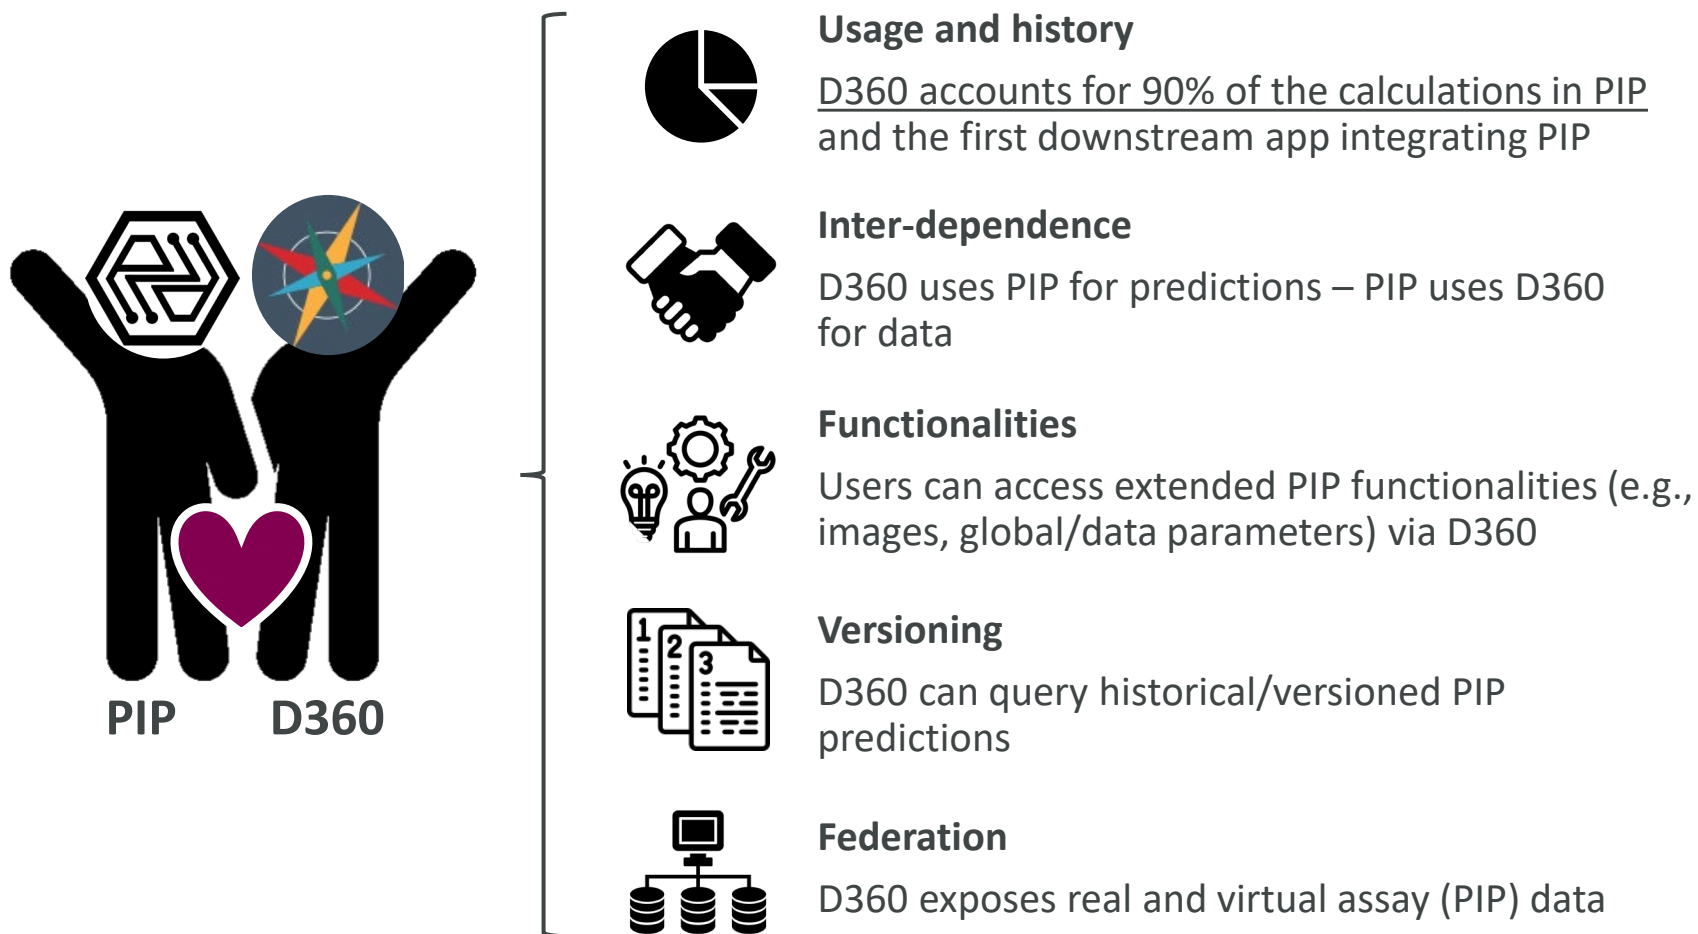 Usage and history
D360 accounts for 90% of the calculations in PIP
and the first downstream app integrating PIP
Inter-dependence
D360 uses PIP for predictions – PIP uses D360
for data
Functionalities
Users can access extended PIP functionalities (e.g.,
images, global/data parameters) via D360
1
2
3
Versioning
D360 can query historical/versioned PIP
predictions
PIP
D360
Federation
D360 exposes real and virtual assay (PIP) data